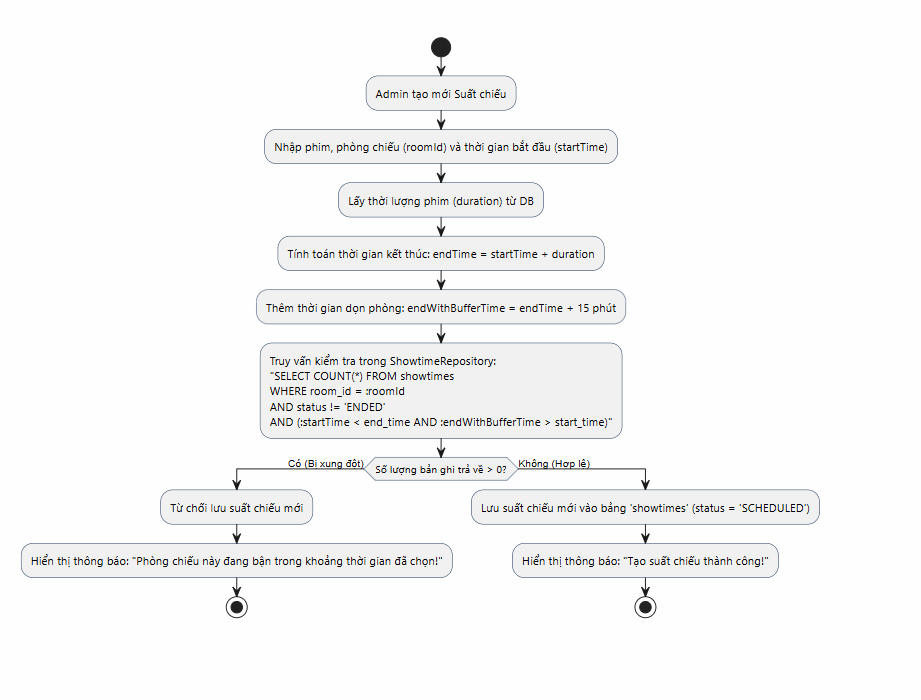 Admin tạo mới Suất chiếu
Nhập phim, phòng chiếu (roomId) và thời gian bắt đầu (startTime)
Lấy thời lượng phim (duration) từ DB
Tính toán thời gian kết thúc: endTime = startTime + duration
Thêm thời gian dọn phòng: endWithBufferTime = endTime + 15 phút
Truy vấn kiểm tra trong ShowtimeRepository:
"SELECT COUNT(*) FROM showtimes
WHERE room_id = :roomId
AND status != 'ENDED'
AND (:startTime < end_time AND :endWithBufferTime > start_time)"
Số lượng bản ghi trả về > 0?
Có (Bị xung đột)
Không (Hợp lệ)
Từ chối lưu suất chiếu mới
Lưu suất chiếu mới vào bảng 'showtimes' (status = 'SCHEDULED')
Hiển thị thông báo: "Phòng chiếu này đang bận trong khoảng thời gian đã chọn!"
Hiển thị thông báo: "Tạo suất chiếu thành công!"